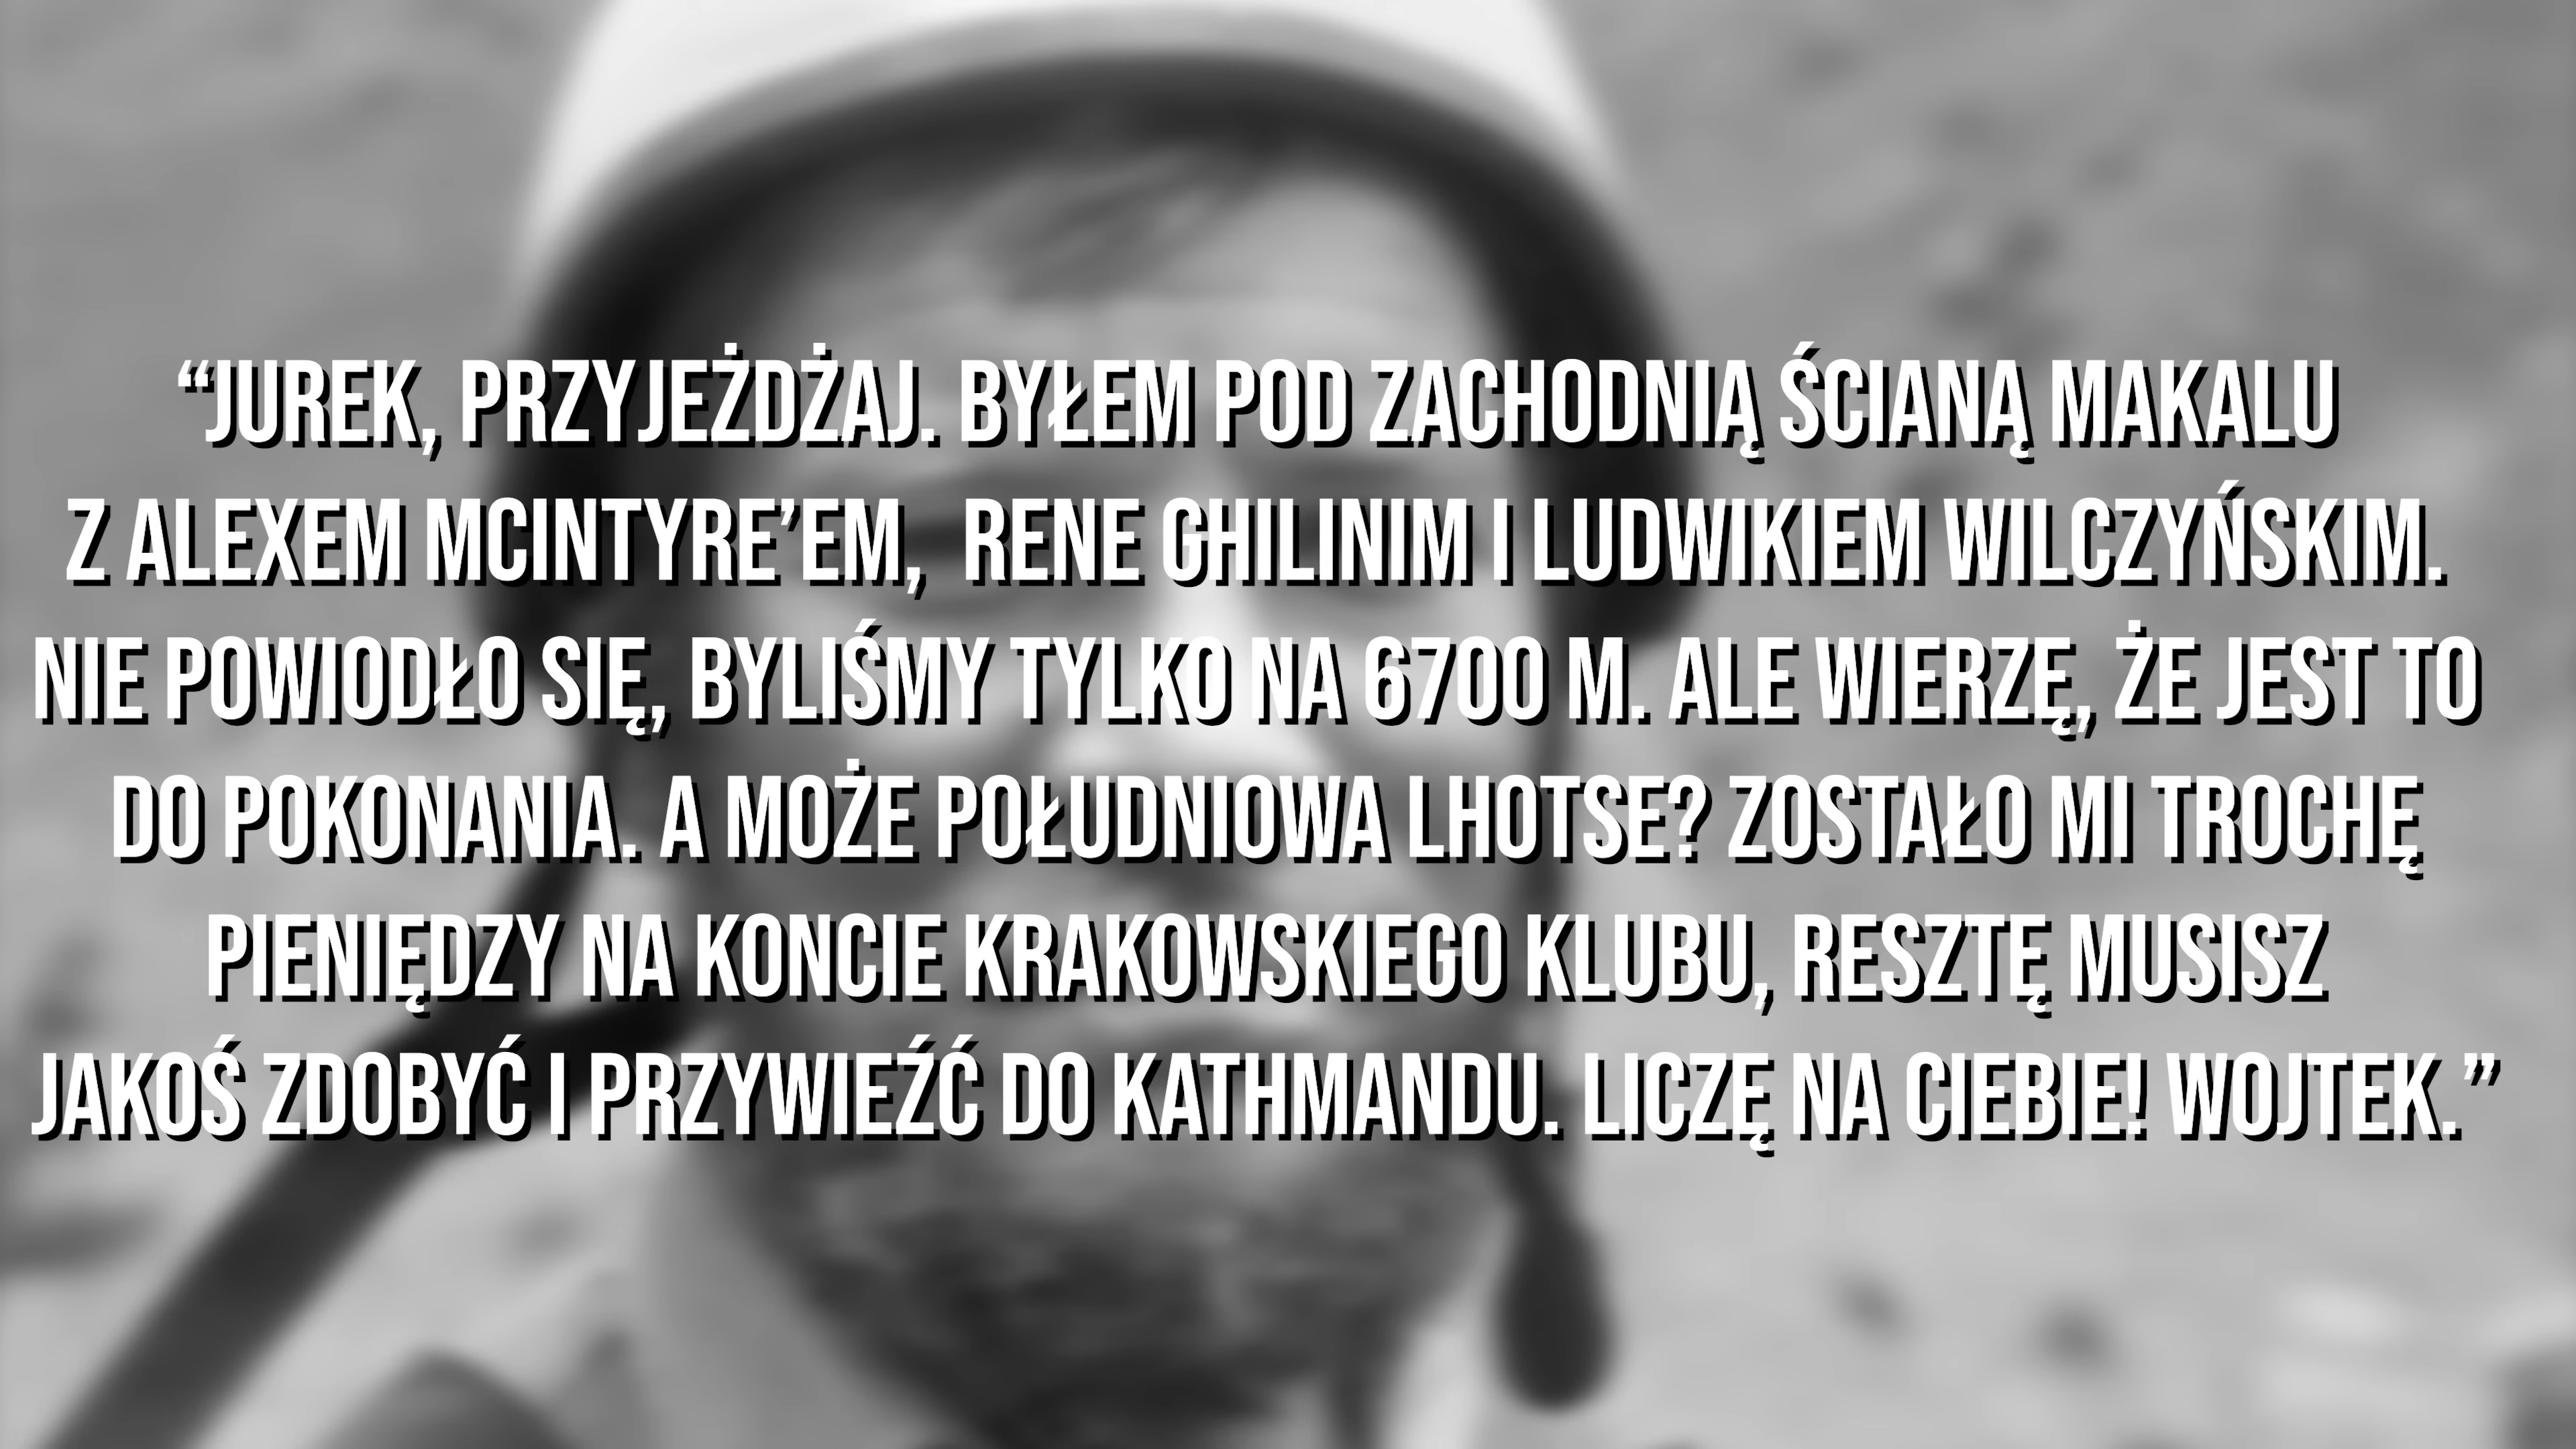 “JUREK, PRZYJEŻDŻAJ. BYŁEM POD ZACHODNIĄ ŚCIANĄ MAKALU
Z ALEXEM MCINTYRE’EM, RENE GHILINIM I LUDWIKIEM WILCZYŃSKIM.
NIE POWIODŁO SIĘ, BYLIŚMY TYLKO NA 6700 M. ALE WIERZĘ, ŻE JEST TO
DO POKONANIA. A MOŻE POŁUDNIOWA LHOTSE? ZOSTAŁO MI TROCHĘ
PIENIĘDZY NA KONCIE KRAKOWSKIEGO KLUBU, RESZTĘ MUSISZ
JAKOŚ ZDOBYĆ I PRZYWIEŹĆ DO KATHMANDU. LICZĘ NA CIEBIE! WOJTEK.”